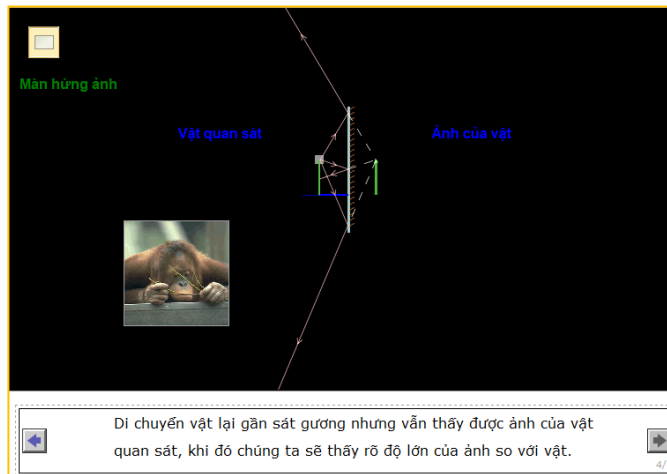 Màn hứng ảnh
Vật quan sát
Ảnh của vật
Di chuyển vật lại gần sát gương nhưng vẫn thấy được ảnh của vật
quan sát, khi đó chúng ta sẽ thấy rõ độ lớn của ảnh so với vật.
4/